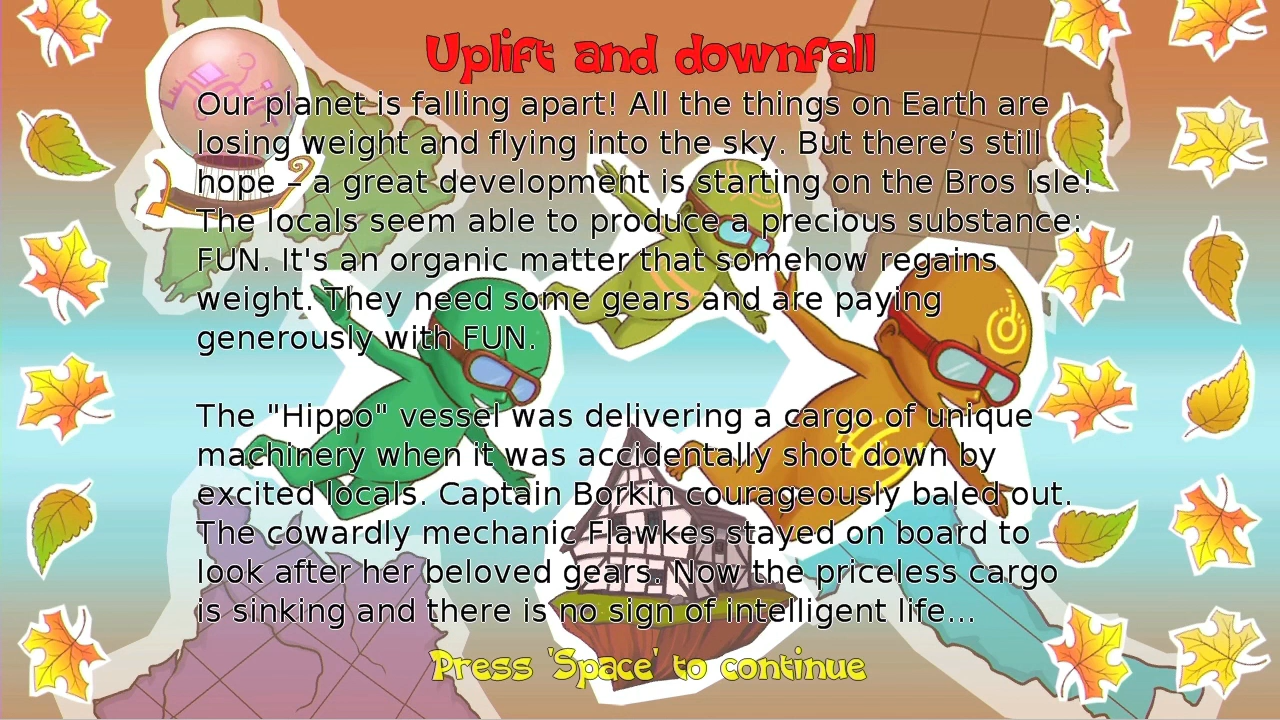 Uplift and downfall
Our planet is falling apart! All the things on Earth are
losing weight and flying into the sky. But there’s still
hope – a great development is starting on the Bros Isle!
The locals seem able to produce a precious substance:
FUN. It's an organic matter that somehow regains
weight. They need some gears and are paying
generously with FUN.
The "Hippo" vessel was delivering a cargo of unique
machinery when it was accidentally shot down by
excited locals. Captain Borkin courageously baled out.
The cowardly mechanic Flawkes stayed on board to
look after her beloved gears. Now the priceless cargo
is sinking and there is no sign of intelligent life...
Press 'Space' to continue